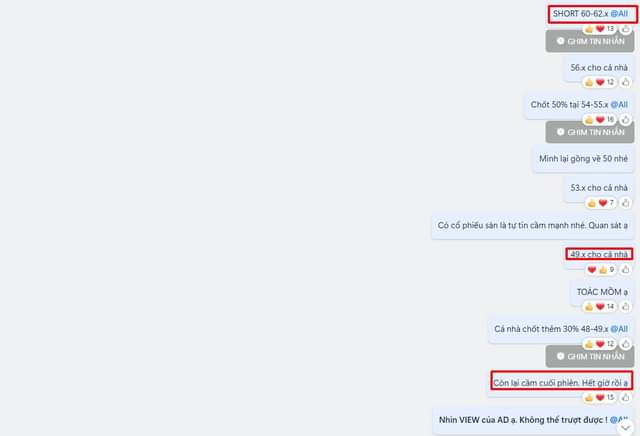 SHORT 60-62.x @All
13
GHIM TIN NHẮN
56.x cho cả nhà
12
Chốt 50% tại 54-55.x @All
16
GHIM TIN NHẮN
Mình lại gồng về 50 nhé
53.x cho cả nhà
7
Có cổ phiếu sàn là tự tin cầm mạnh nhé. Quan sát ạ
49.x cho cả nhà
9
TOÁC MỒM ạ
14
Cả nhà chốt thêm 30% 48-49.x @All
12
GHIM TIN NHẮN
Còn lại cầm cuối phiên. Hết giờ rồi ạ
15
Nhìn VIEW của AD ạ. Không thể trượt được ! @All